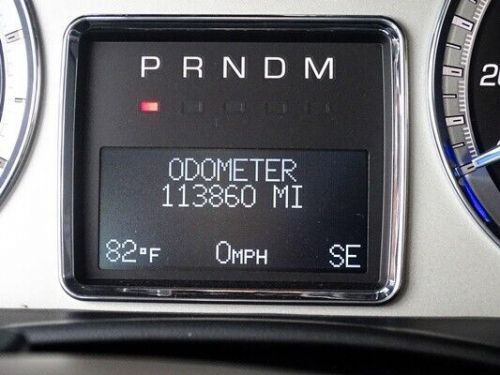 P R N D M
ODOMETER
113860 MI
82°F 0MPH SE